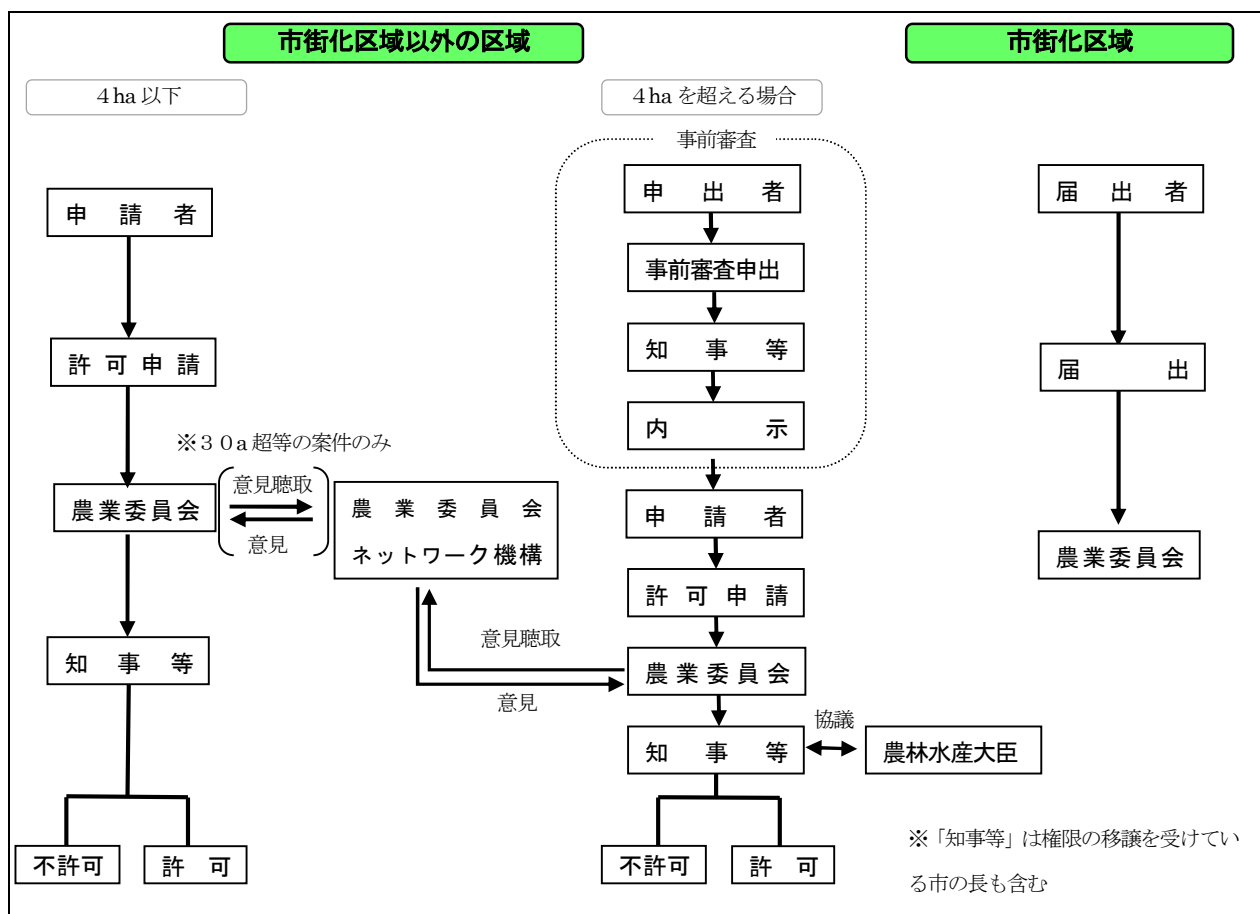 市街化区域以外の区域
市街化区域
4ha以下
4haを超える場合
事前審査
申請者
許可申請
※30a超等の案件のみ
農業委員会
意見聴取
意見
農業委員会
ネットワーク機構
知事等
不許可
許可
申出者
事前審査申出
知事等
内示
申請者
許可申請
意見聴取
意見
農業委員会
知事等
協議
農林水産大臣
不許可
許可
届出者
届出
農業委員会
※「知事等」は権限の移譲を受けてい
る市の長も含む